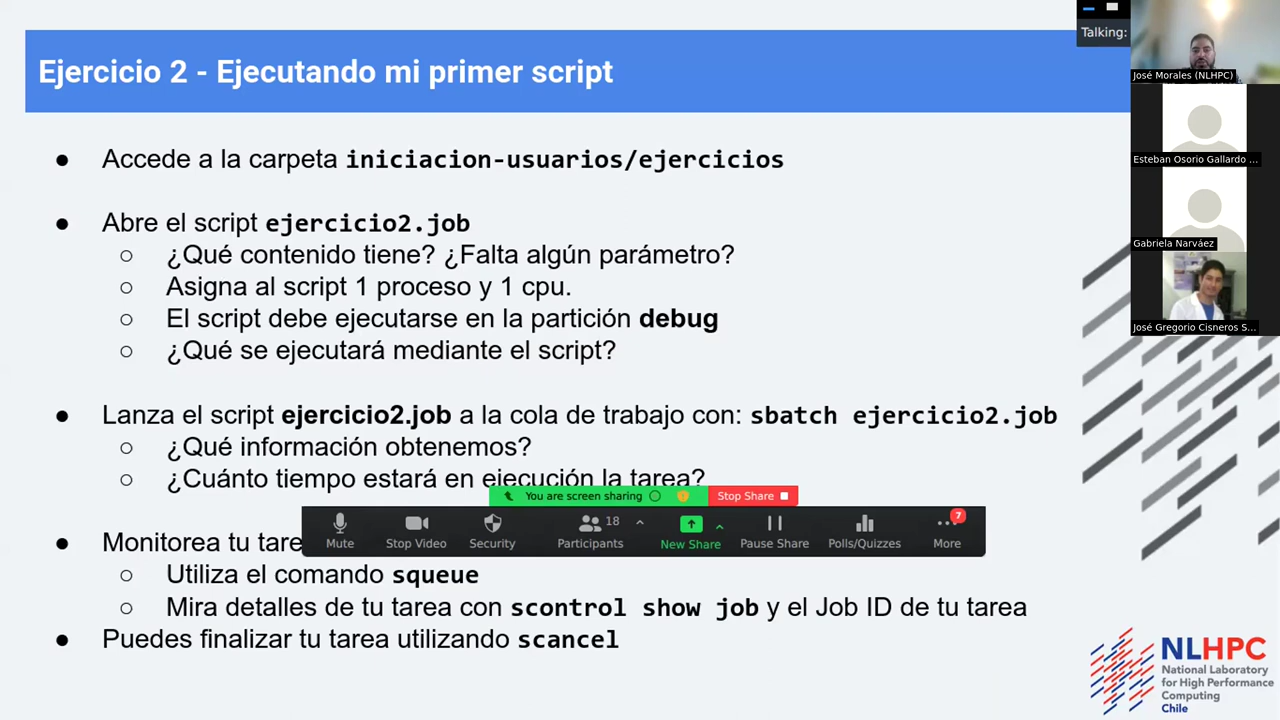 Ejercicio 2 - Ejecutando mi primer script
Talking:
José Morales (NLHPC)
Esteban Osorio Gallardo ...
Gabriela Narváez
José Gregorio Cisneros S...
● Accede a la carpeta iniciacion-usuarios/ejercicios
● Abre el script ejercicio2.job
○ ¿Qué contenido tiene? ¿Falta algún parámetro?
○ Asigna al script 1 proceso y 1 cpu.
○ El script debe ejecutarse en la partición debug
○ ¿Qué se ejecutará mediante el script?
● Lanza el script ejercicio2.job a la cola de trabajo con: sbatch ejercicio2.job
○ ¿Qué información obtenemos?
○ ¿Cuánto tiempo estará en ejecución la tarea?
You are screen sharing Stop Share
18 7
Mute Stop Video Security Participants New Share Pause Share Polls/Quizzes More
● Monitorea tu tare
○ Utiliza el comando squeue
○ Mira detalles de tu tarea con scontrol show job y el Job ID de tu tarea
● Puedes finalizar tu tarea utilizando scancel
NLHPC
National Laboratory
for High Performance
Computing
Chile